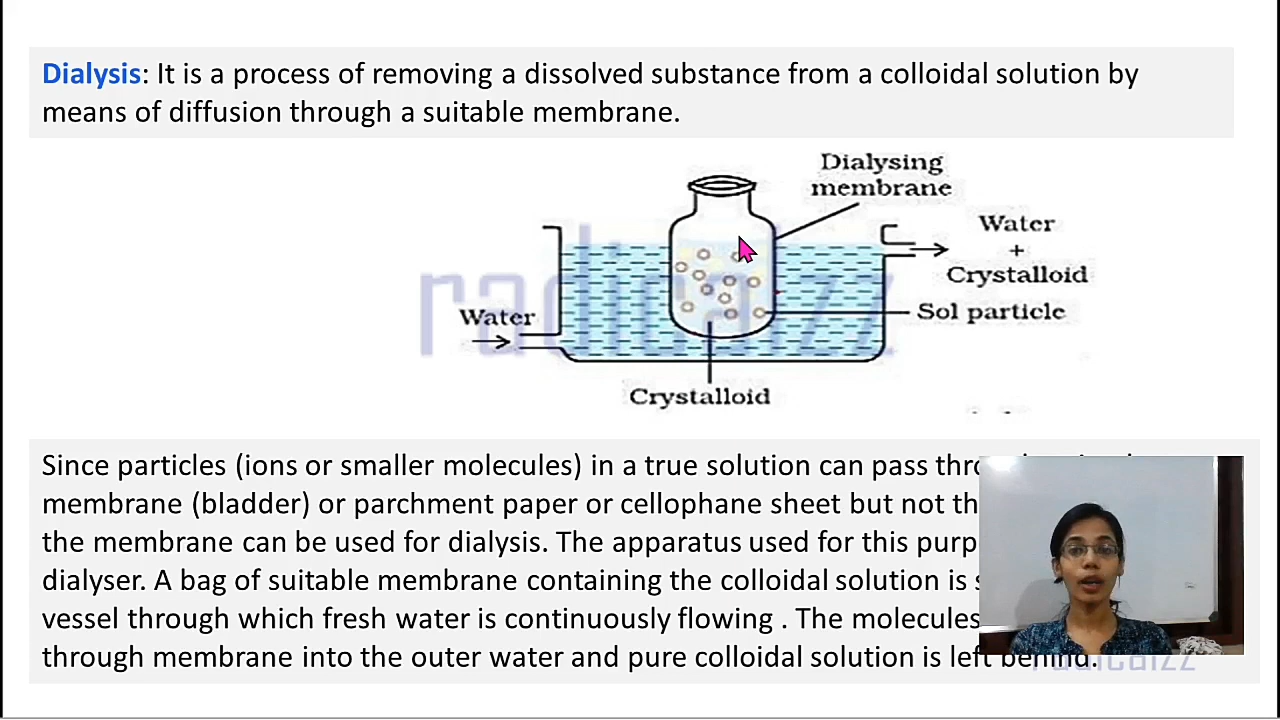 Dialysis: It is a process of removing a dissolved substance from a colloidal solution by
means of diffusion through a suitable membrane.
Dialysing
membrane
Water
+
Crystalloid
Sol particle
Water
Crystalloid
radicalzz
Since particles (ions or smaller molecules) in a true solution can pass
membrane (bladder) or parchment paper or cellophane sheet but not
the membrane can be used for dialysis. The apparatus used for this
dialyser. A bag of suitable membrane containing the colloidal solution is
vessel through which fresh water is continuously flowing . The molecules
through membrane into the outer water and pure colloidal solution is left behind.
radicalzz